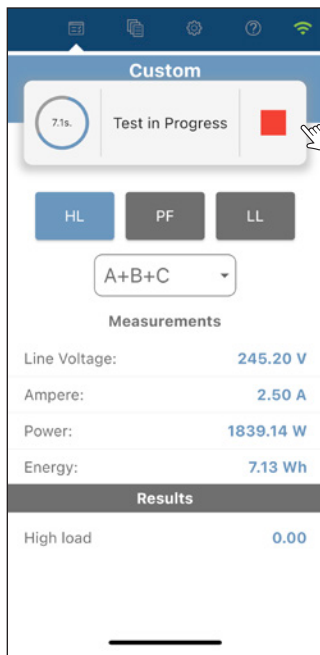 Custom
7.1s.
Test in Progress
HL PF LL
A+B+C
Measurements
Line Voltage: 245.20 V
Ampere: 2.50 A
Power: 1839.14 W
Energy: 7.13 Wh
Results
High load 0.00